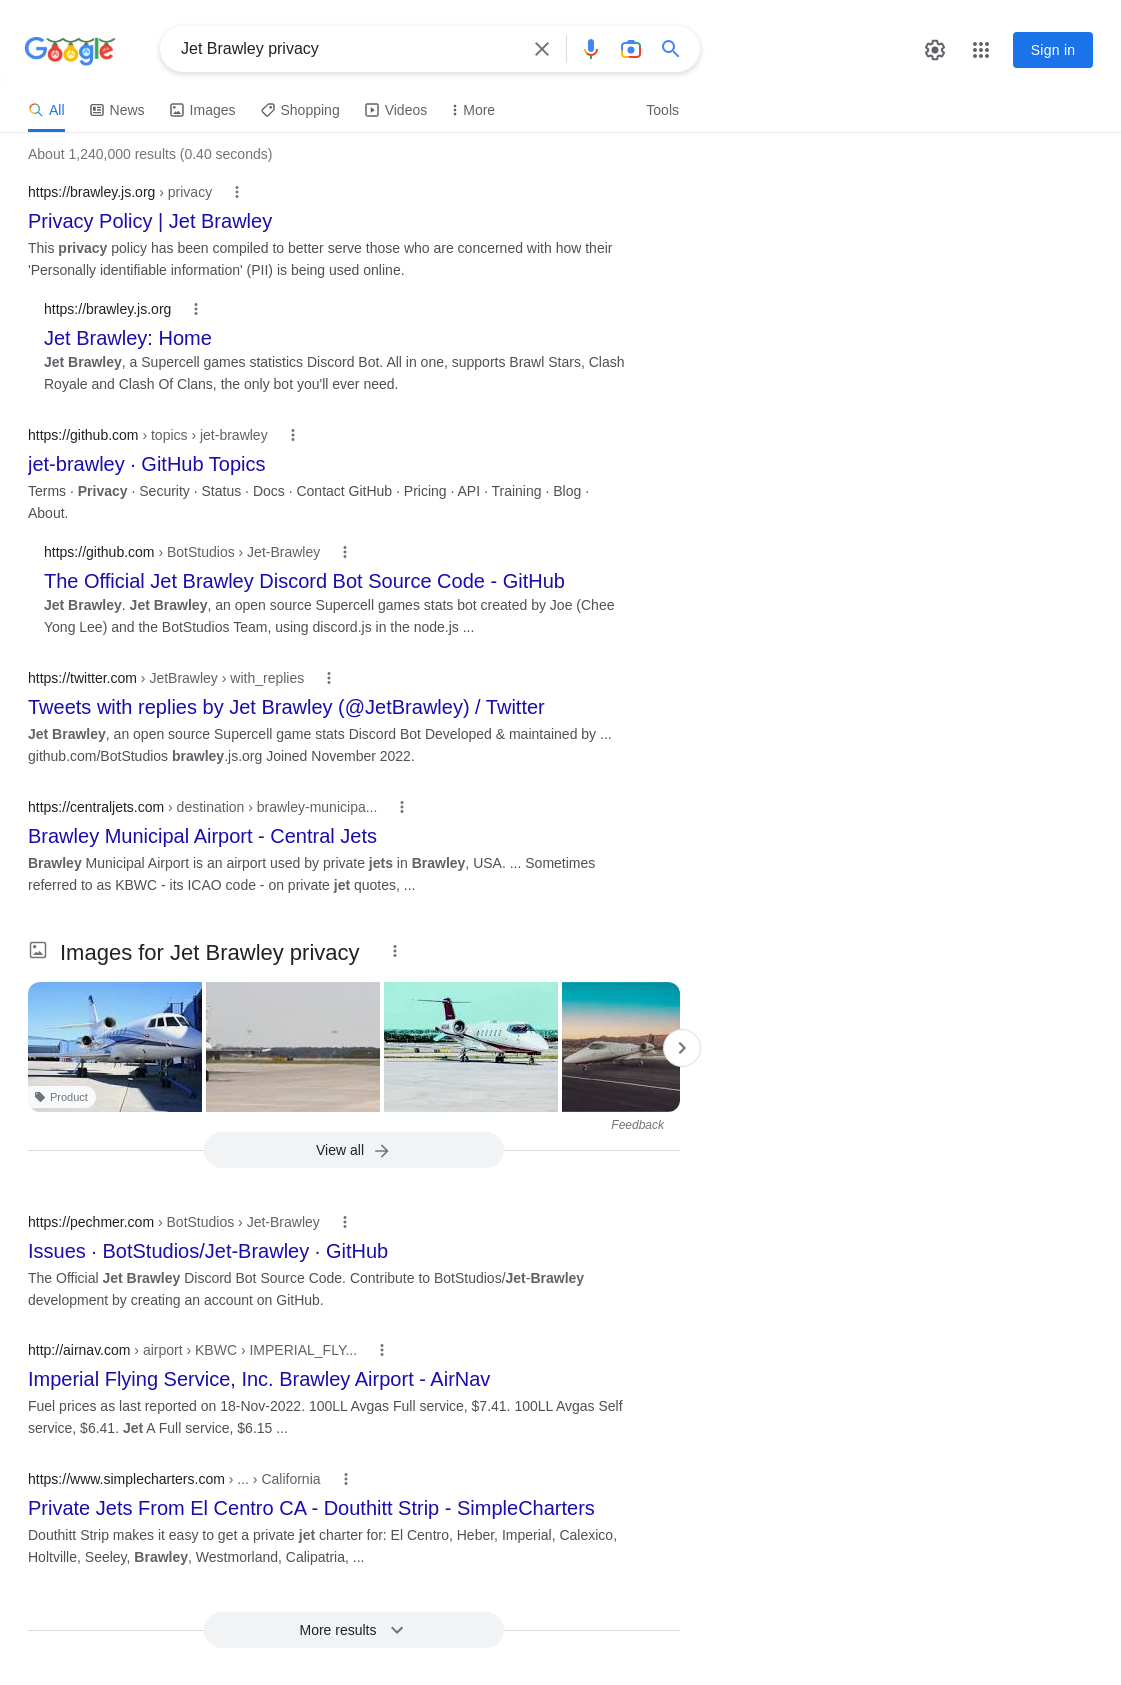 Google
Jet Brawley privacy
Sign in
All News Images Shopping Videos More Tools
About 1,240,000 results (0.40 seconds)
https://brawley.js.org › privacy
Privacy Policy | Jet Brawley
This privacy policy has been compiled to better serve those who are concerned with how their
'Personally identifiable information' (PII) is being used online.
https://brawley.js.org
Jet Brawley: Home
Jet Brawley, a Supercell games statistics Discord Bot. All in one, supports Brawl Stars, Clash
Royale and Clash Of Clans, the only bot you'll ever need.
https://github.com › topics › jet-brawley
jet-brawley · GitHub Topics
Terms · Privacy · Security · Status · Docs · Contact GitHub · Pricing · API · Training · Blog ·
About.
https://github.com › BotStudios › Jet-Brawley
The Official Jet Brawley Discord Bot Source Code - GitHub
Jet Brawley. Jet Brawley, an open source Supercell games stats bot created by Joe (Chee
Yong Lee) and the BotStudios Team, using discord.js in the node.js ...
https://twitter.com › JetBrawley › with_replies
Tweets with replies by Jet Brawley (@JetBrawley) / Twitter
Jet Brawley, an open source Supercell game stats Discord Bot Developed & maintained by ...
github.com/BotStudios brawley.js.org Joined November 2022.
https://centraljets.com › destination › brawley-municipa...
Brawley Municipal Airport - Central Jets
Brawley Municipal Airport is an airport used by private jets in Brawley, USA. ... Sometimes
referred to as KBWC - its ICAO code - on private jet quotes, ...
Images for Jet Brawley privacy
Product
Feedback
View all
https://pechmer.com › BotStudios › Jet-Brawley
Issues · BotStudios/Jet-Brawley · GitHub
The Official Jet Brawley Discord Bot Source Code. Contribute to BotStudios/Jet-Brawley
development by creating an account on GitHub.
http://airnav.com › airport › KBWC › IMPERIAL_FLY...
Imperial Flying Service, Inc. Brawley Airport - AirNav
Fuel prices as last reported on 18-Nov-2022. 100LL Avgas Full service, $7.41. 100LL Avgas Self
service, $6.41. Jet A Full service, $6.15 ...
https://www.simplecharters.com › ... › California
Private Jets From El Centro CA - Douthitt Strip - SimpleCharters
Douthitt Strip makes it easy to get a private jet charter for: El Centro, Heber, Imperial, Calexico,
Holtville, Seeley, Brawley, Westmorland, Calipatria, ...
More results